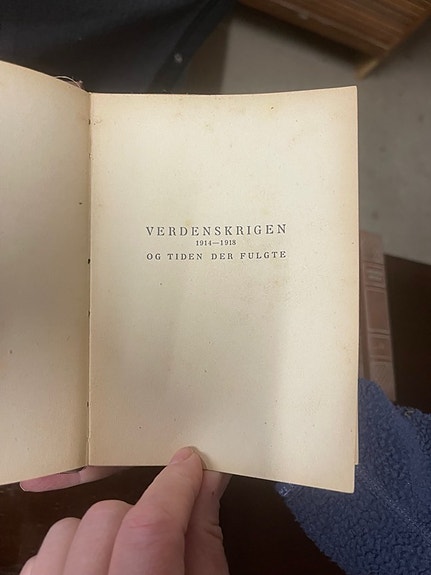 VERDENSKRIGEN
1914—1918
OG TIDEN DER FULGTE